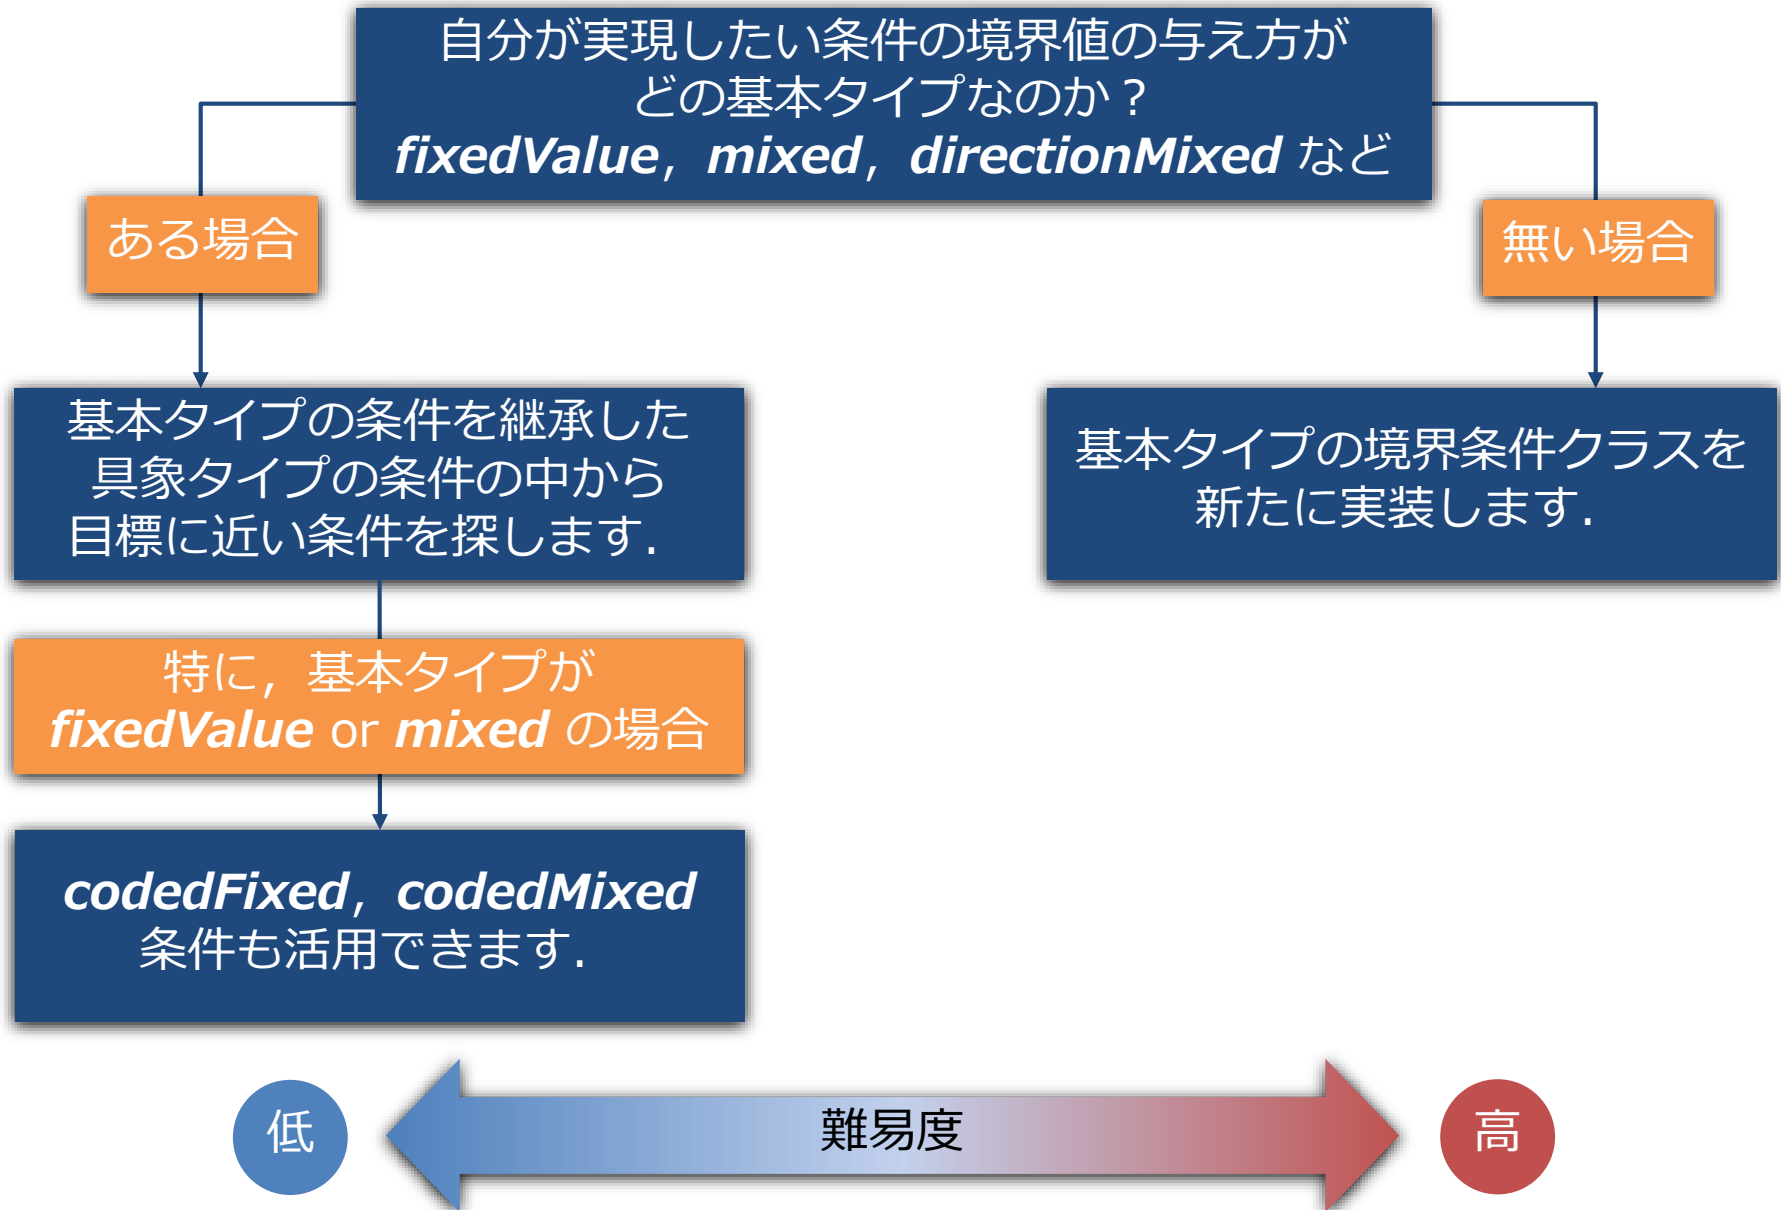 自分が実現したい条件の境界値の与え方が
どの基本タイプなのか？
fixedValue，mixed，directionMixed など
ある場合
無い場合
基本タイプの条件を継承した
具象タイプの条件の中から
目標に近い条件を探します．
基本タイプの境界条件クラスを
新たに実装します．
特に，基本タイプが
fixedValue or mixed の場合
codedFixed，codedMixed
条件も活用できます．
低
難易度
高